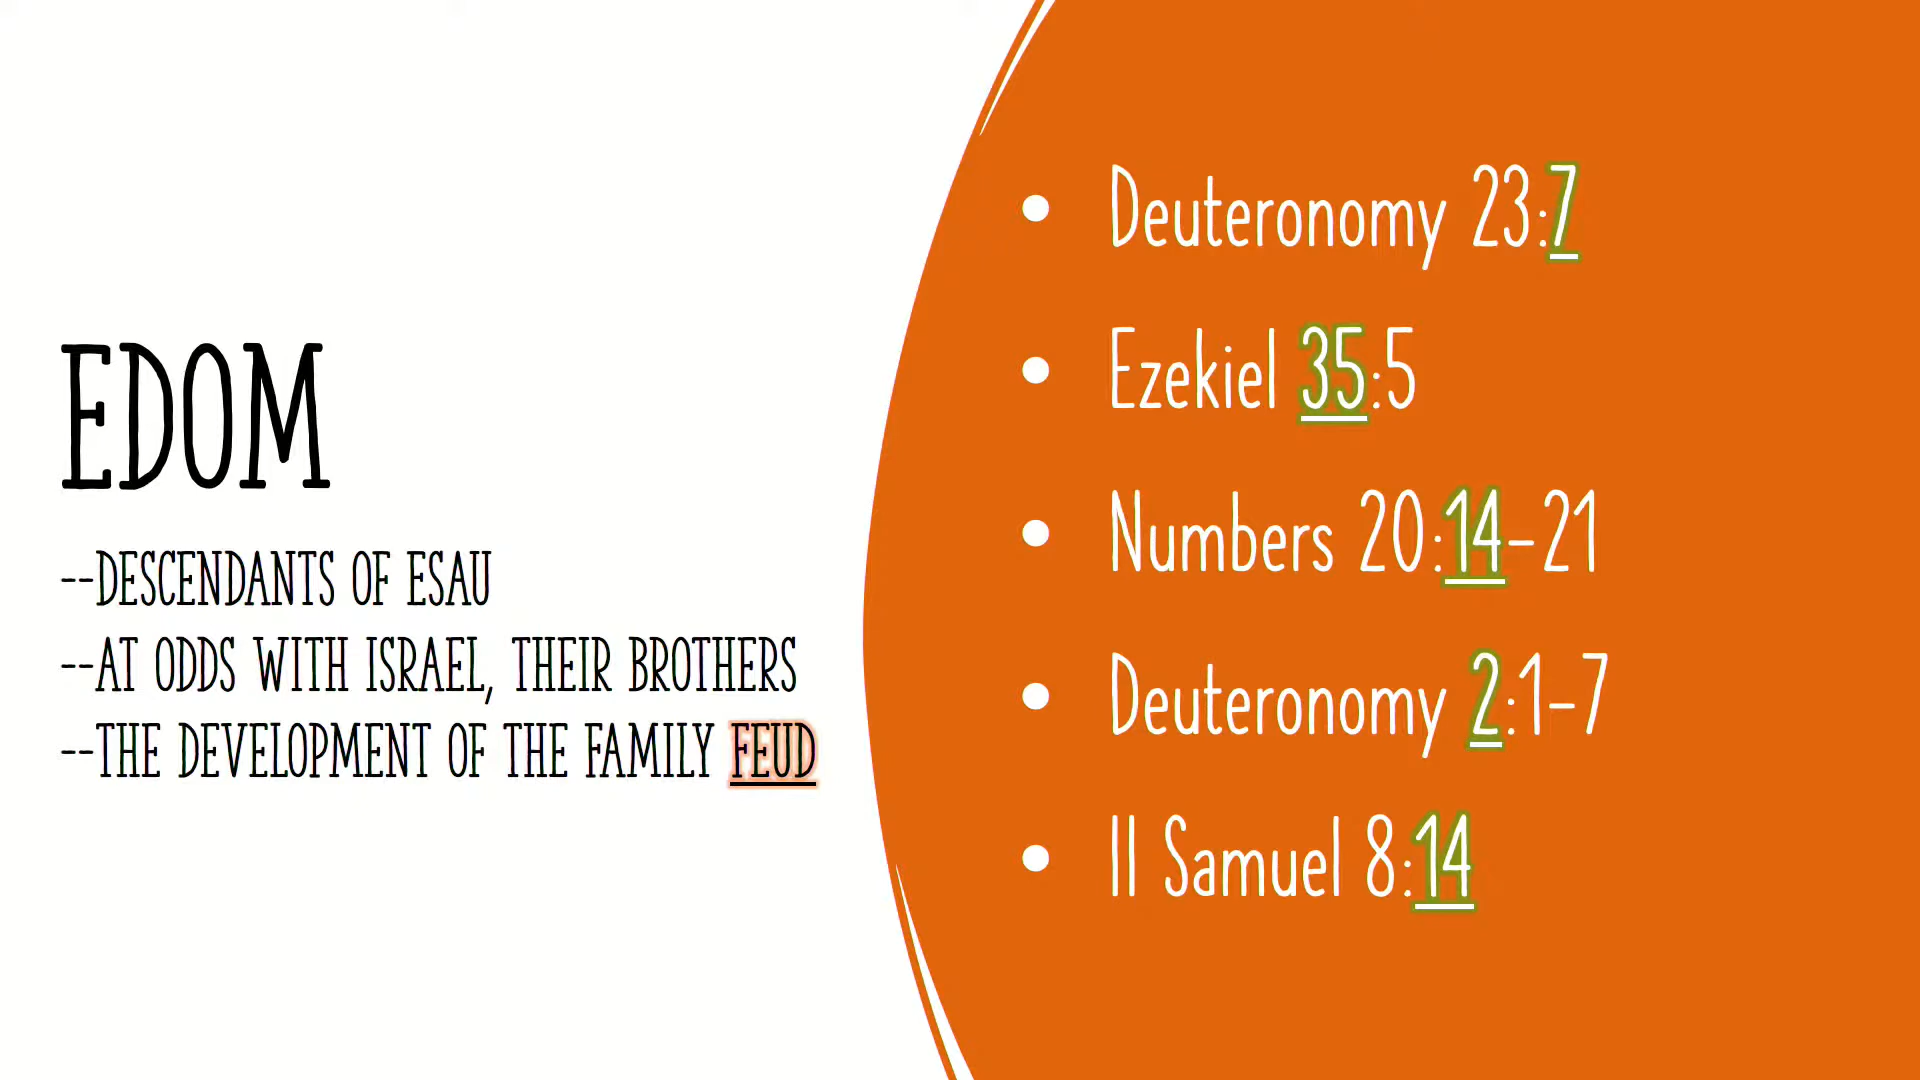 EDOM
--DESCENDANTS OF ESAU
--AT ODDS WITH ISRAEL, THEIR BROTHERS
--THE DEVELOPMENT OF THE FAMILY FEUD
• Deuteronomy 23:7
• Ezekiel 35:5
• Numbers 20:14-21
• Deuteronomy 2:1-7
• II Samuel 8:14